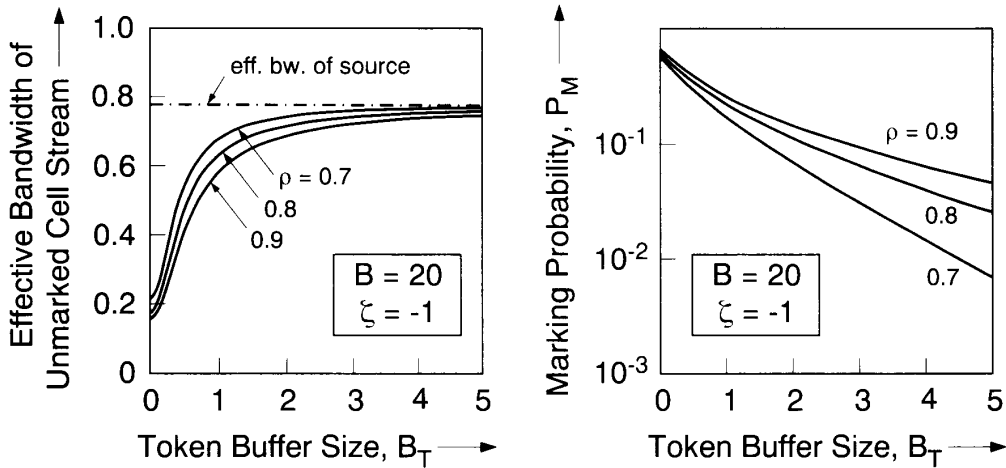 Effective Bandwidth of
Unmarked Cell Stream
1.0
0.8
0.6
0.4
0.2
0
eff. bw. of source
ρ = 0.7
0.8
0.9
B = 20
ζ = -1
0 1 2 3 4 5
Token Buffer Size, B_T
Marking Probability, P_M
10^-1
10^-2
10^-3
ρ = 0.9
0.8
0.7
B = 20
ζ = -1
0 1 2 3 4 5
Token Buffer Size, B_T